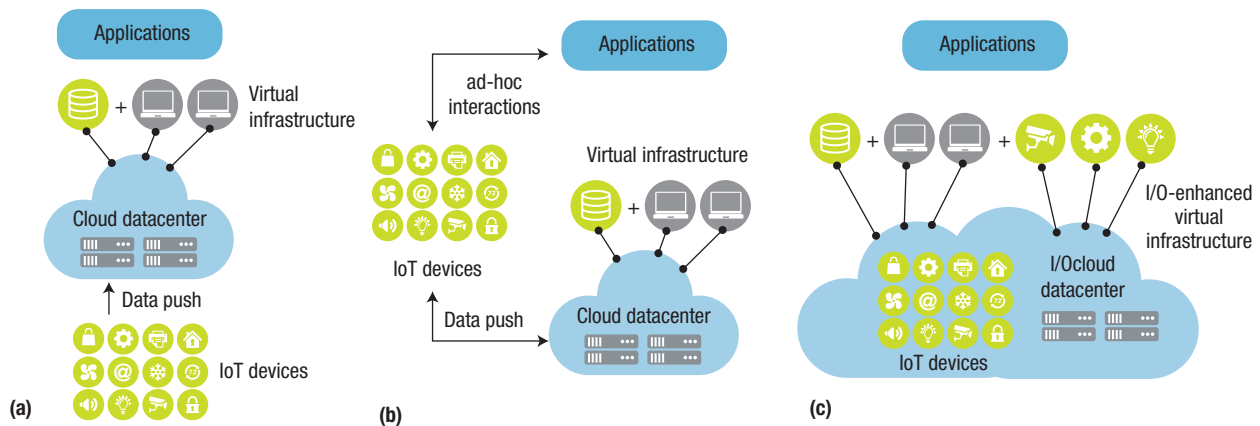 Applications
+
Virtual
infrastructure
Cloud datacenter
Data push
IoT devices
(a)
Applications
ad-hoc
interactions
@
72
IoT devices
Virtual infrastructure
+
Data push
Cloud datacenter
(b)
Applications
+
+
I/O-enhanced
virtual
infrastructure
I/Ocloud
datacenter
IoT devices
(c)